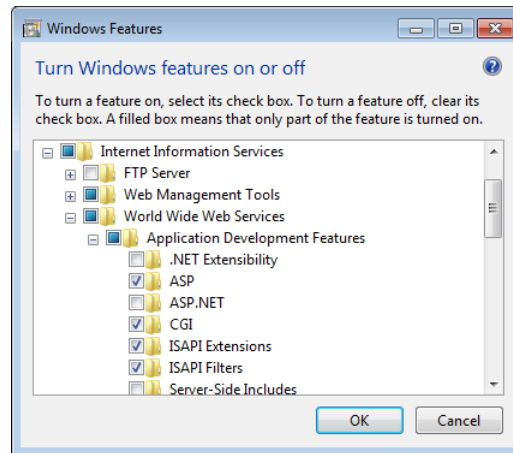 Windows Features
Turn Windows features on or off
To turn a feature on, select its check box. To turn a feature off, clear its
check box. A filled box means that only part of the feature is turned on.
Internet Information Services
FTP Server
Web Management Tools
World Wide Web Services
Application Development Features
.NET Extensibility
ASP
ASP.NET
CGI
ISAPI Extensions
ISAPI Filters
Server-Side Includes
OK Cancel